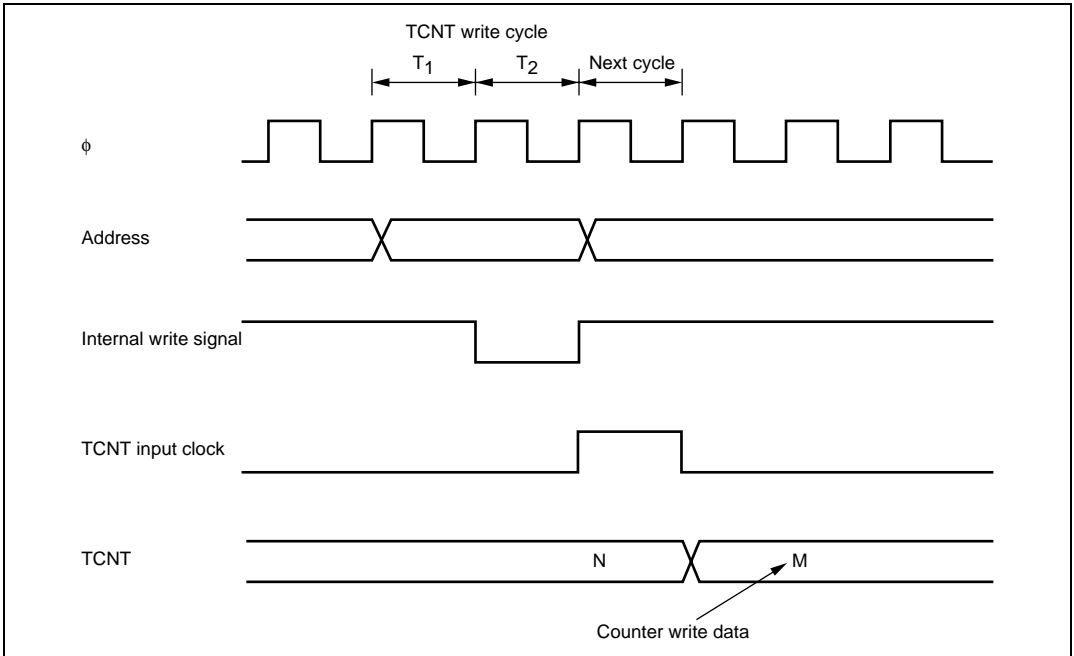 TCNT write cycle
T1 T2 Next cycle
φ
Address
Internal write signal
TCNT input clock
TCNT N M
Counter write data